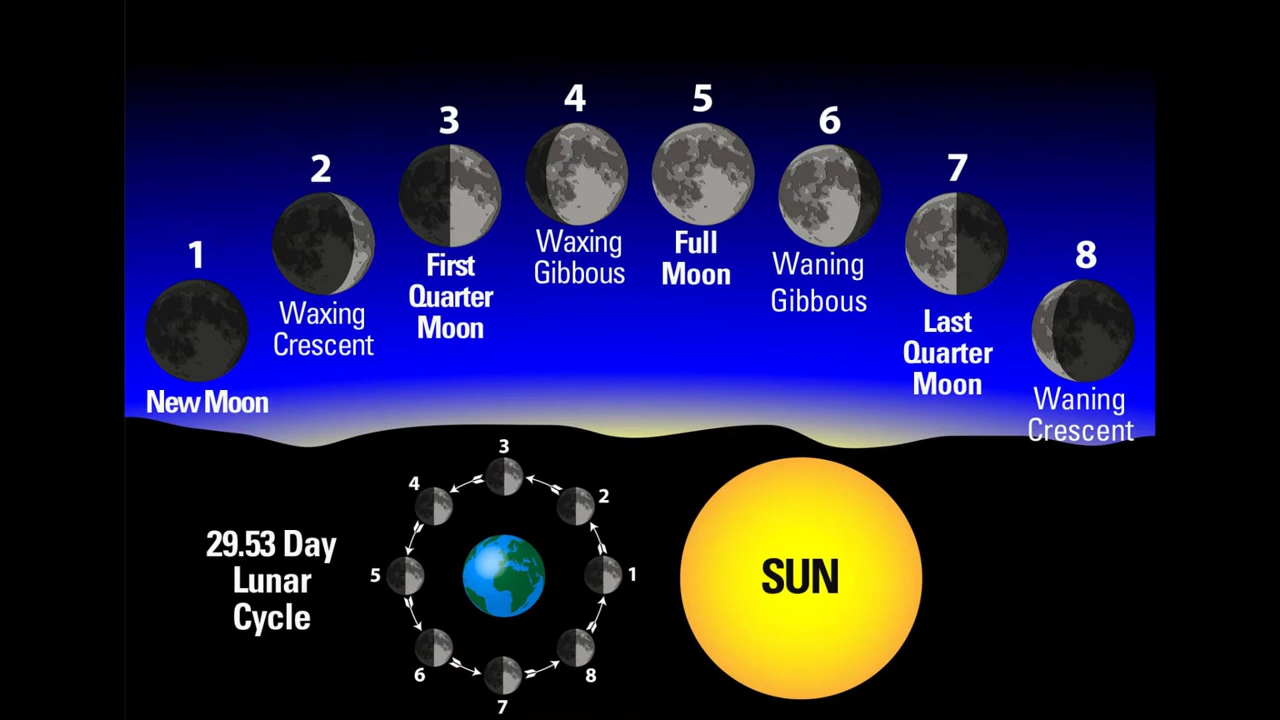 1
New Moon
2
Waxing
Crescent
3
First
Quarter
Moon
4
Waxing
Gibbous
5
Full
Moon
6
Waning
Gibbous
7
Last
Quarter
Moon
8
Waning
Crescent
29.53 Day
Lunar
Cycle
3
4
2
5
1
6
8
7
SUN